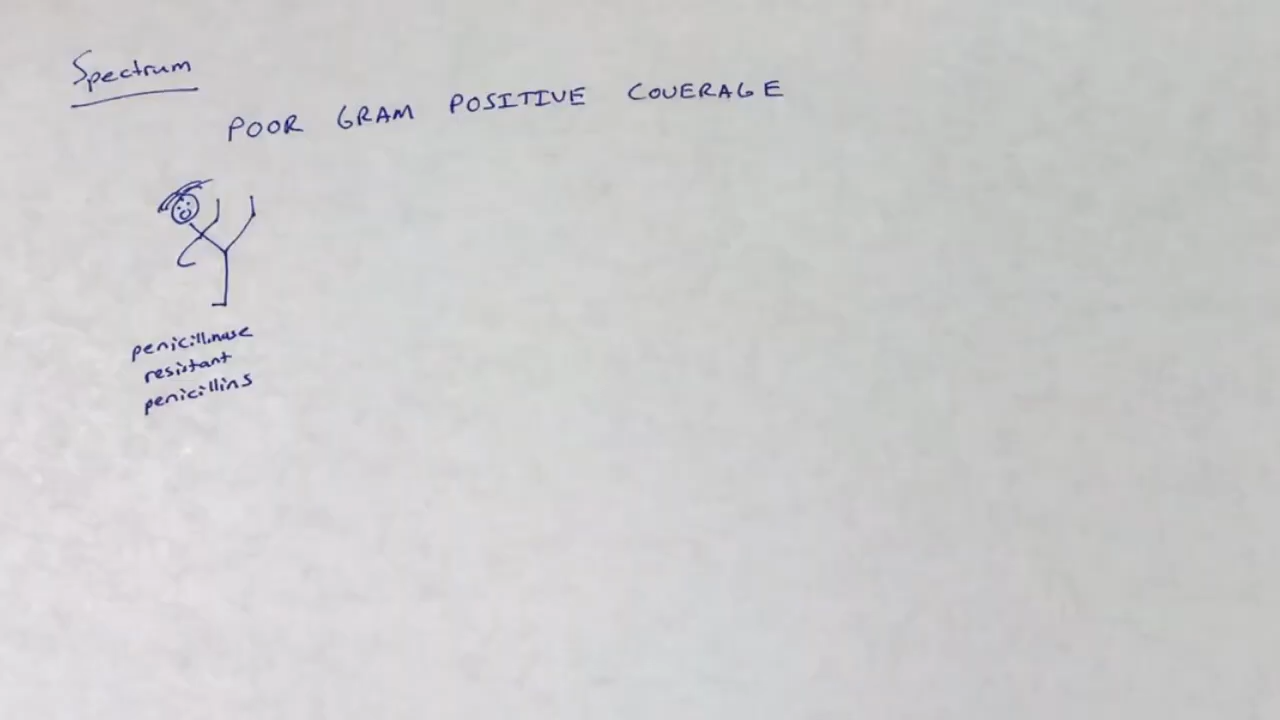 Spectrum
POOR GRAM POSITIVE COVERAGE
penicillinase
resistant
penicillins